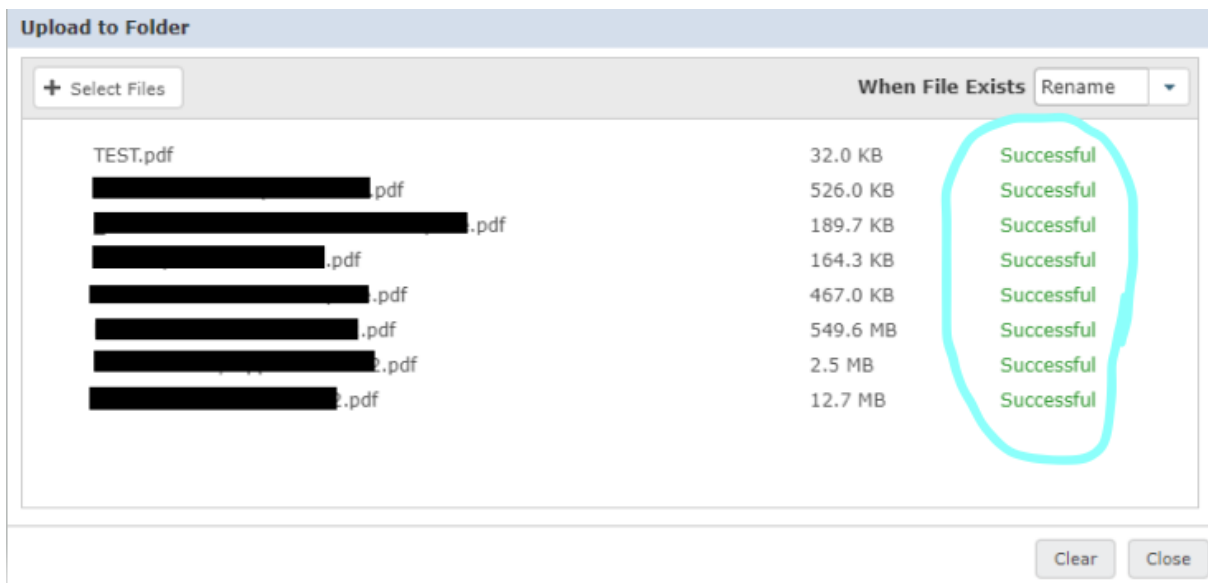 Upload to Folder
+ Select Files When File Exists Rename
TEST.pdf 32.0 KB Successful
.pdf 526.0 KB Successful
.pdf 189.7 KB Successful
.pdf 164.3 KB Successful
.pdf 467.0 KB Successful
.pdf 549.6 MB Successful
2.pdf 2.5 MB Successful
2.pdf 12.7 MB Successful
Clear Close